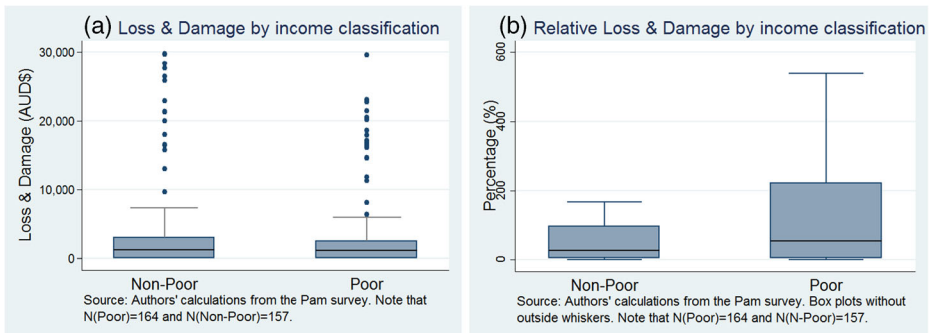 (a) Loss & Damage by income classification
Loss & Damage (AUD$)
30,000
20,000
10,000
0
Non-Poor Poor
Source: Authors' calculations from the Pam survey. Note that
N(Poor)=164 and N(Non-Poor)=157.
(b) Relative Loss & Damage by income classification
Percentage (%)
600
400
200
0
Non-Poor Poor
Source: Authors' calculations from the Pam survey. Box plots without
outside whiskers. Note that N(Poor)=164 and N(N-Poor)=157.